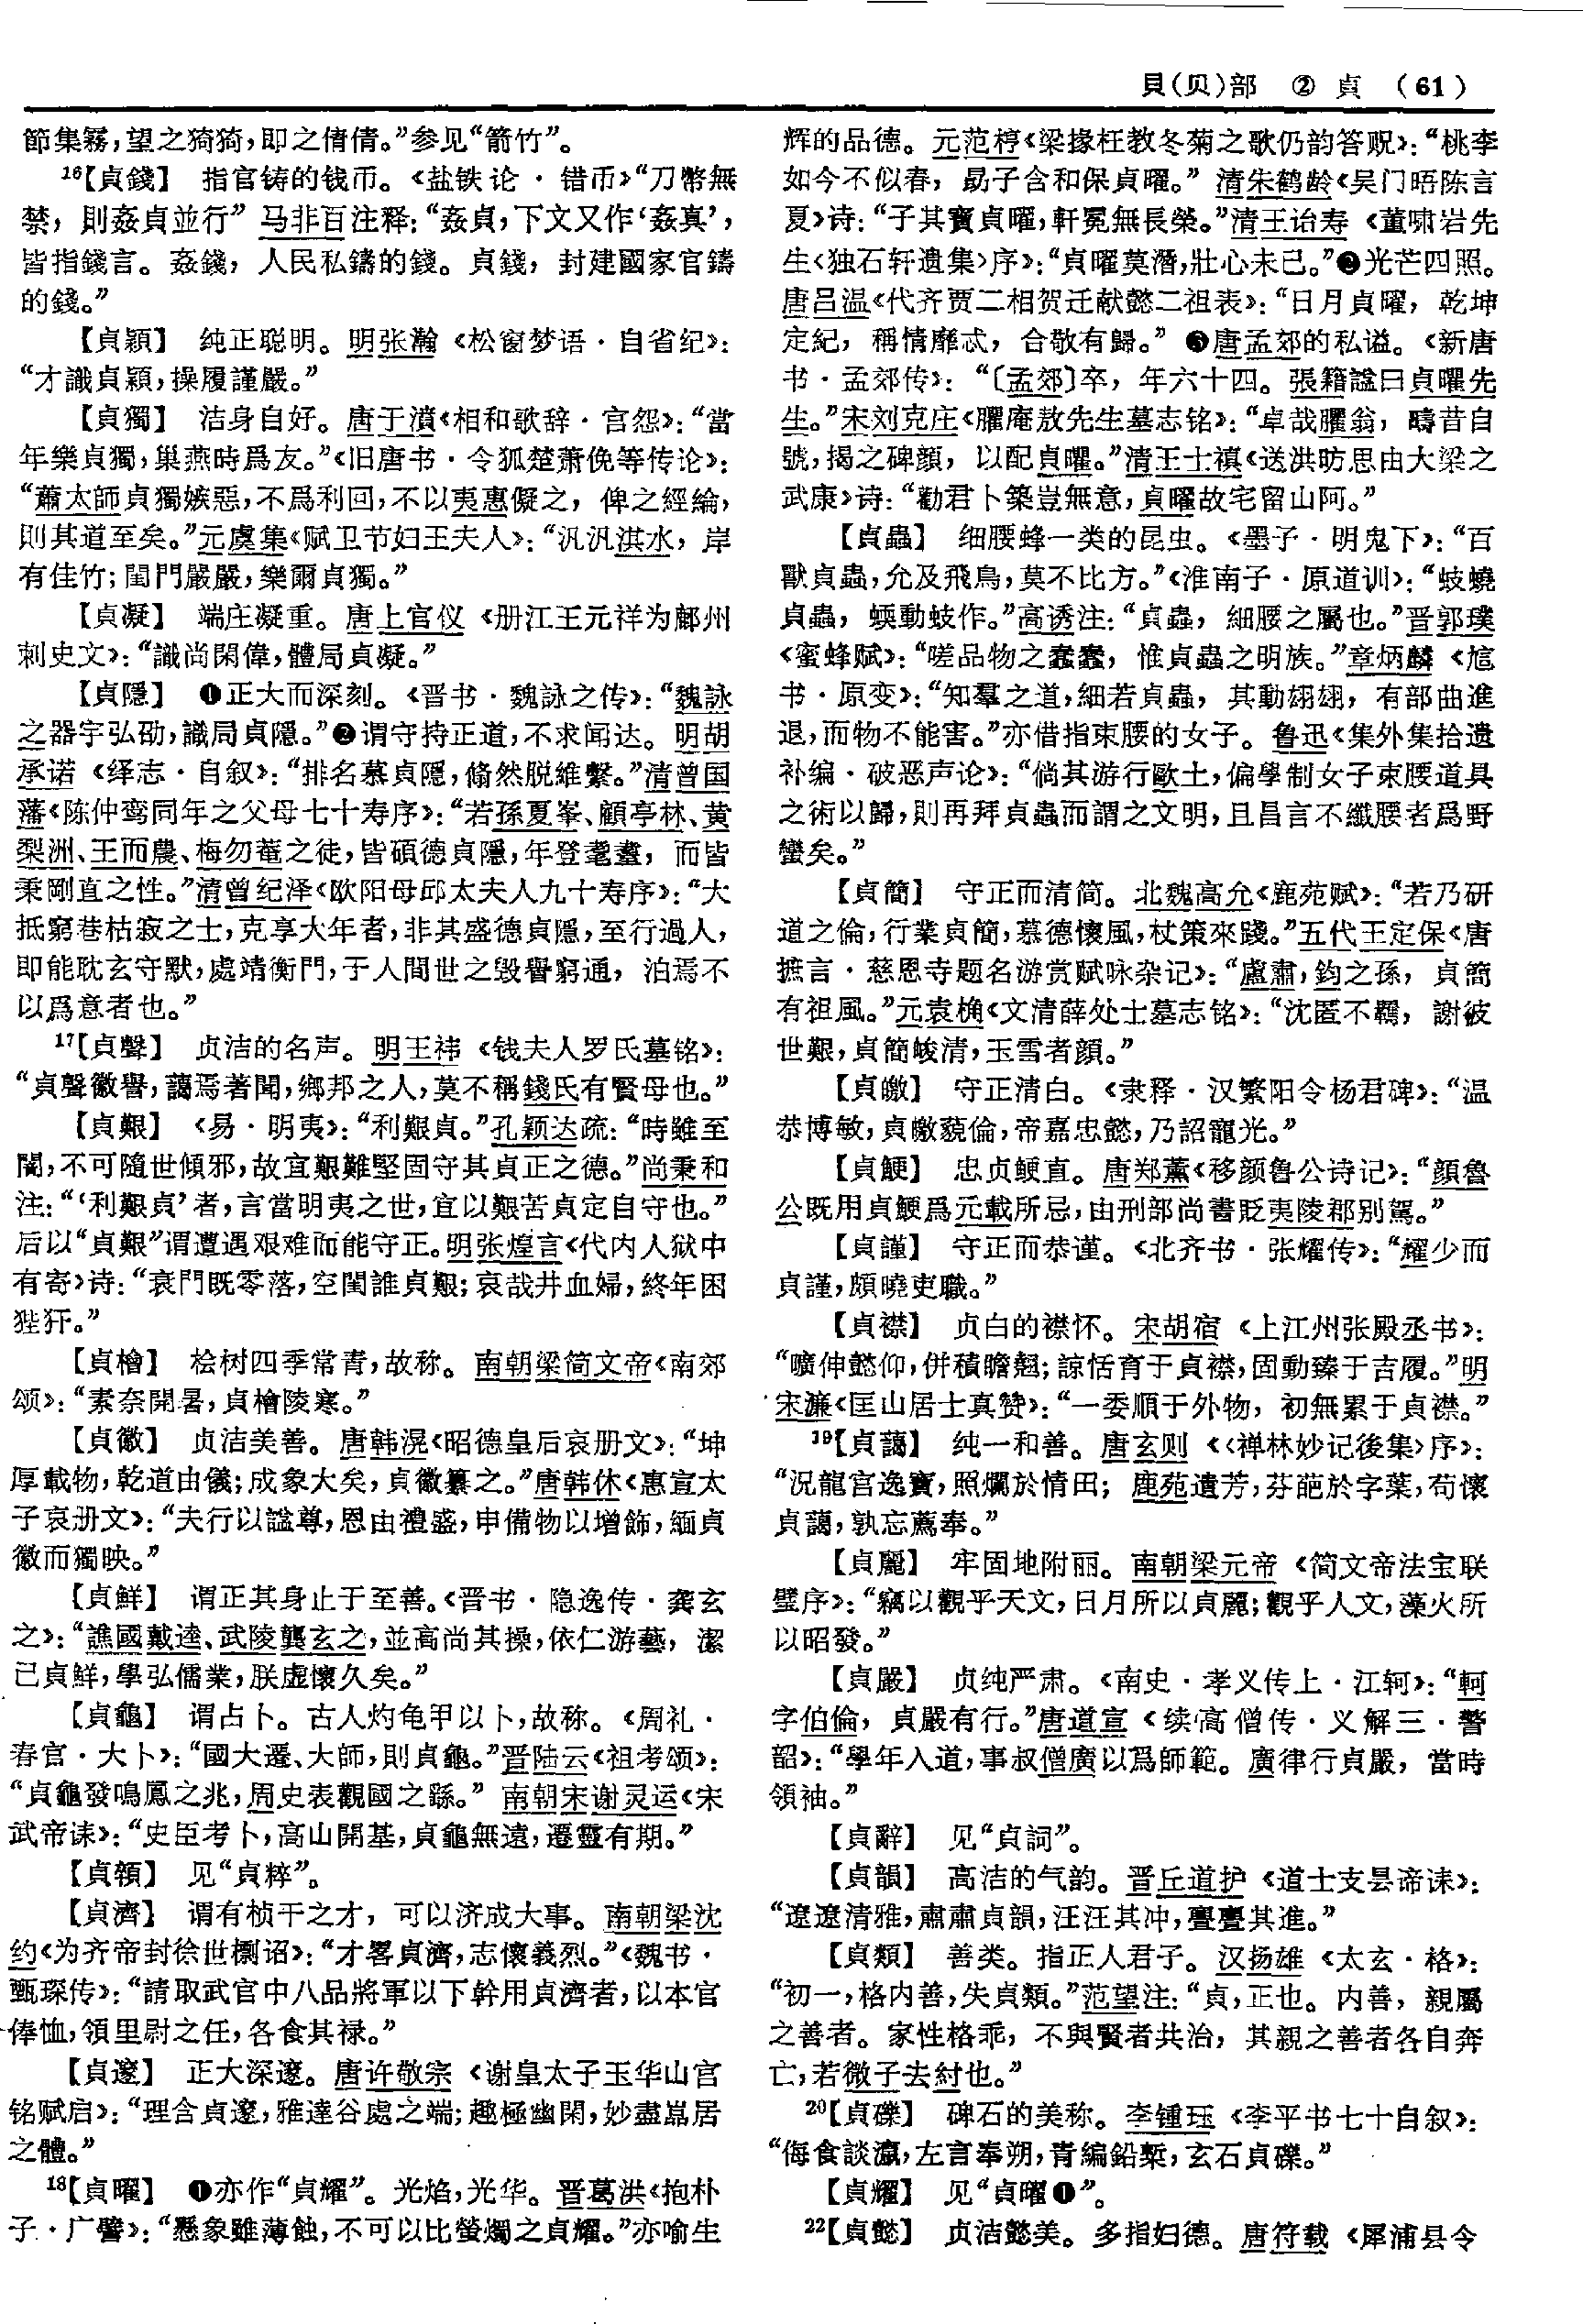 貝(贝)部　② 貞　(61)
節集霧,望之猗猗,即之倩倩。”参见“箭竹”。
16【貞錢】　指官铸的钱币。《盐铁论·错币》“刀幣無
禁,則姦貞並行”马非百注释:“姦貞,下文又作‘姦真’,
皆指錢言。姦錢,人民私鑄的錢。貞錢,封建國家官鑄
的錢。”
【貞穎】　纯正聪明。明张瀚《松窗梦语·自省纪》:
“才識貞穎,操履謹嚴。”
【貞獨】　洁身自好。唐于濆《相和歌辞·宫怨》:“當
年樂貞獨,巢燕時爲友。”《旧唐书·令狐楚萧俛等传论》:
“蕭太師貞獨嫉惡,不爲利回,不以夷惠儗之,俾之經綸,
則其道至矣。”元虞集《赋卫节妇王夫人》:“汎汎淇水,岸
有佳竹;閨門嚴嚴,樂爾貞獨。”
【貞凝】　端庄凝重。唐上官仪《册江王元祥为鄜州
刺史文》:“識尚閑偉,體局貞凝。”
【貞隱】　❶正大而深刻。《晋书·魏詠之传》:“魏詠
之器宇弘劭,識局貞隱。”❷谓守持正道,不求闻达。明胡
承诺《绎志·自叙》:“排名慕貞隱,翛然脱維繫。”清曾国
藩《陈仲鸾同年之父母七十寿序》:“若孫夏峯、顧亭林、黄
梨洲、王而農、梅勿菴之徒,皆碩德貞隱,年登耄耋,而皆
秉剛直之性。”清曾纪泽《欧阳母邱太夫人九十寿序》:“大
抵窮巷枯寂之士,克享大年者,非其盛德貞隱,至行過人,
即能耽玄守默,處靖衡門,于人間世之毁譽窮通,泊焉不
以爲意者也。”
17【貞聲】　贞洁的名声。明王祎《钱夫人罗氏墓铭》:
“貞聲徽譽,藹焉著聞,鄉邦之人,莫不稱錢氏有賢母也。”
【貞艱】　《易·明夷》:“利艱貞。”孔颖达疏:“時雖至
闇,不可隨世傾邪,故宜艱難堅固守其貞正之德。”尚秉和
注:“‘利艱貞’者,言當明夷之世,宜以艱苦貞定自守也。”
后以“貞艱”谓遭遇艰难而能守正。明张煌言《代内人狱中
有寄》诗:“衰門既零落,空閨誰貞艱;哀哉井血婦,終年困
狴犴。”
【貞檜】　桧树四季常青,故称。南朝梁简文帝《南郊
颂》:“素奈開暑,貞檜陵寒。”
【貞徽】　贞洁美善。唐韩滉《昭德皇后哀册文》:“坤
厚載物,乾道由儀;成象大矣,貞徽纂之。”唐韩休《惠宣太
子哀册文》:“夫行以謚尊,恩由禮盛,申備物以增飾,緬貞
徽而獨映。”
【貞鮮】　谓正其身止于至善。《晋书·隐逸传·龚玄
之》:“譙國戴逵、武陵龔玄之,並高尚其操,依仁游藝,潔
己貞鮮,學弘儒業,朕虚懷久矣。”
【貞龜】　谓占卜。古人灼龟甲以卜,故称。《周礼·
春官·大卜》:“國大遷、大師,則貞龜。”晋陆云《祖考颂》:
“貞龜發鳴鳳之兆,周史表觀國之繇。”南朝宋谢灵运《宋
武帝诔》:“史臣考卜,高山開基,貞龜無遠,遷靈有期。”
【貞顇】　见“貞粹”。
【貞濟】　谓有桢干之才,可以济成大事。南朝梁沈
约《为齐帝封徐世檦诏》:“才畧貞濟,志懷義烈。”《魏书·
甄琛传》:“請取武官中八品將軍以下幹用貞濟者,以本官
俸恤,領里尉之任,各食其禄。”
【貞邃】　正大深邃。唐许敬宗《谢皇太子玉华山宫
铭赋启》:“理含貞邃,雅達谷處之端;趣極幽閑,妙盡嵓居
之體。”
18【貞曜】　❶亦作“貞耀”。光焰,光华。晋葛洪《抱朴
子·广譬》:“懸象雖薄蝕,不可以比螢燭之貞耀。”亦喻生
辉的品德。元范梈《梁掾枉教冬菊之歌仍韵答贶》:“桃李
如今不似春,勗子含和保貞曜。”清朱鹤龄《吴门晤陈言
夏》诗:“子其寶貞曜,軒冕無長榮。”清王诒寿《董啸岩先
生〈独石轩遗集〉序》:“貞曜莫潛,壯心未已。”❷光芒四照。
唐吕温《代齐贾二相贺迁献懿二祖表》:“日月貞曜,乾坤
定紀,稱情靡忒,合敬有歸。”❸唐孟郊的私谥。《新唐
书·孟郊传》:“〔孟郊〕卒,年六十四。張籍謚曰貞曜先
生。”宋刘克庄《臞庵敖先生墓志铭》:“卓哉臞翁,疇昔自
號,揭之碑顏,以配貞曜。”清王士禛《送洪昉思由大梁之
武康》诗:“勸君卜築豈無意,貞曜故宅留山阿。”
【貞蟲】　细腰蜂一类的昆虫。《墨子·明鬼下》:“百
獸貞蟲,允及飛鳥,莫不比方。”《淮南子·原道训》:“蚑蟯
貞蟲,蝡動蚑作。”高诱注:“貞蟲,細腰之屬也。”晋郭璞
《蜜蜂赋》:“嗟品物之蠢蠢,惟貞蟲之明族。”章炳麟《訄
书·原变》:“知羣之道,細若貞蟲,其動翃翃,有部曲進
退,而物不能害。”亦借指束腰的女子。鲁迅《集外集拾遗
补编·破恶声论》:“倘其游行歐土,偏學制女子束腰道具
之術以歸,則再拜貞蟲而謂之文明,且昌言不纖腰者爲野
蠻矣。”
【貞簡】　守正而清简。北魏高允《鹿苑赋》:“若乃研
道之倫,行業貞簡,慕德懷風,杖策來踐。”五代王定保《唐
摭言·慈恩寺题名游赏赋咏杂记》:“盧肅,鈞之孫,貞簡
有祖風。”元袁桷《文清薛处士墓志铭》:“沈匿不羈,謝彼
世艱,貞簡峻清,玉雪者顔。”
【貞皦】　守正清白。《隶释·汉繁阳令杨君碑》:“温
恭博敏,貞皦藐倫,帝嘉忠懿,乃詔寵光。”
【貞鯁】　忠贞鲠直。唐郑薰《移颜鲁公诗记》:“顔魯
公既用貞鯁爲元載所忌,由刑部尚書貶夷陵郡别駕。”
【貞謹】　守正而恭谨。《北齐书·张耀传》:“耀少而
貞謹,頗曉吏職。”
【貞襟】　贞白的襟怀。宋胡宿《上江州张殿丞书》:
“曠伸懿仰,併積瞻翹;諒恬育于貞襟,固動臻于吉履。”明
宋濂《匡山居士真赞》:“一委順于外物,初無累于貞襟。”
19【貞藹】　纯一和善。唐玄则《〈禅林妙记後集〉序》:
“況龍宫逸寶,照爛於情田;鹿苑遺芳,芬葩於字葉,苟懷
貞藹,孰忘薦奉。”
【貞麗】　牢固地附丽。南朝梁元帝《简文帝法宝联
璧序》:“竊以觀乎天文,日月所以貞麗;觀乎人文,藻火所
以昭發。”
【貞嚴】　贞纯严肃。《南史·孝义传上·江轲》:“軻
字伯倫,貞嚴有行。”唐道宣《续高僧传·义解三·警
韶》:“學年入道,事叔僧廣以爲師範。廣律行貞嚴,當時
領袖。”
【貞辭】　见“貞詞”。
【貞韻】　高洁的气韵。晋丘道护《道士支昙谛诔》:
“遼遼清雅,肅肅貞韻,汪汪其冲,亹亹其進。”
【貞類】　善类。指正人君子。汉扬雄《太玄·格》:
“初一,格内善,失貞類。”范望注:“貞,正也。内善,親屬
之善者。家性格乖,不與賢者共治,其親之善者各自奔
亡,若微子去紂也。”
20【貞礫】　碑石的美称。李锺珏《李平书七十自叙》:
“侮食談瀛,左言奉朔,青編鉛槧,玄石貞礫。”
【貞耀】　见“貞曜❶”。
22【貞懿】　贞洁懿美。多指妇德。唐符载《犀浦县令